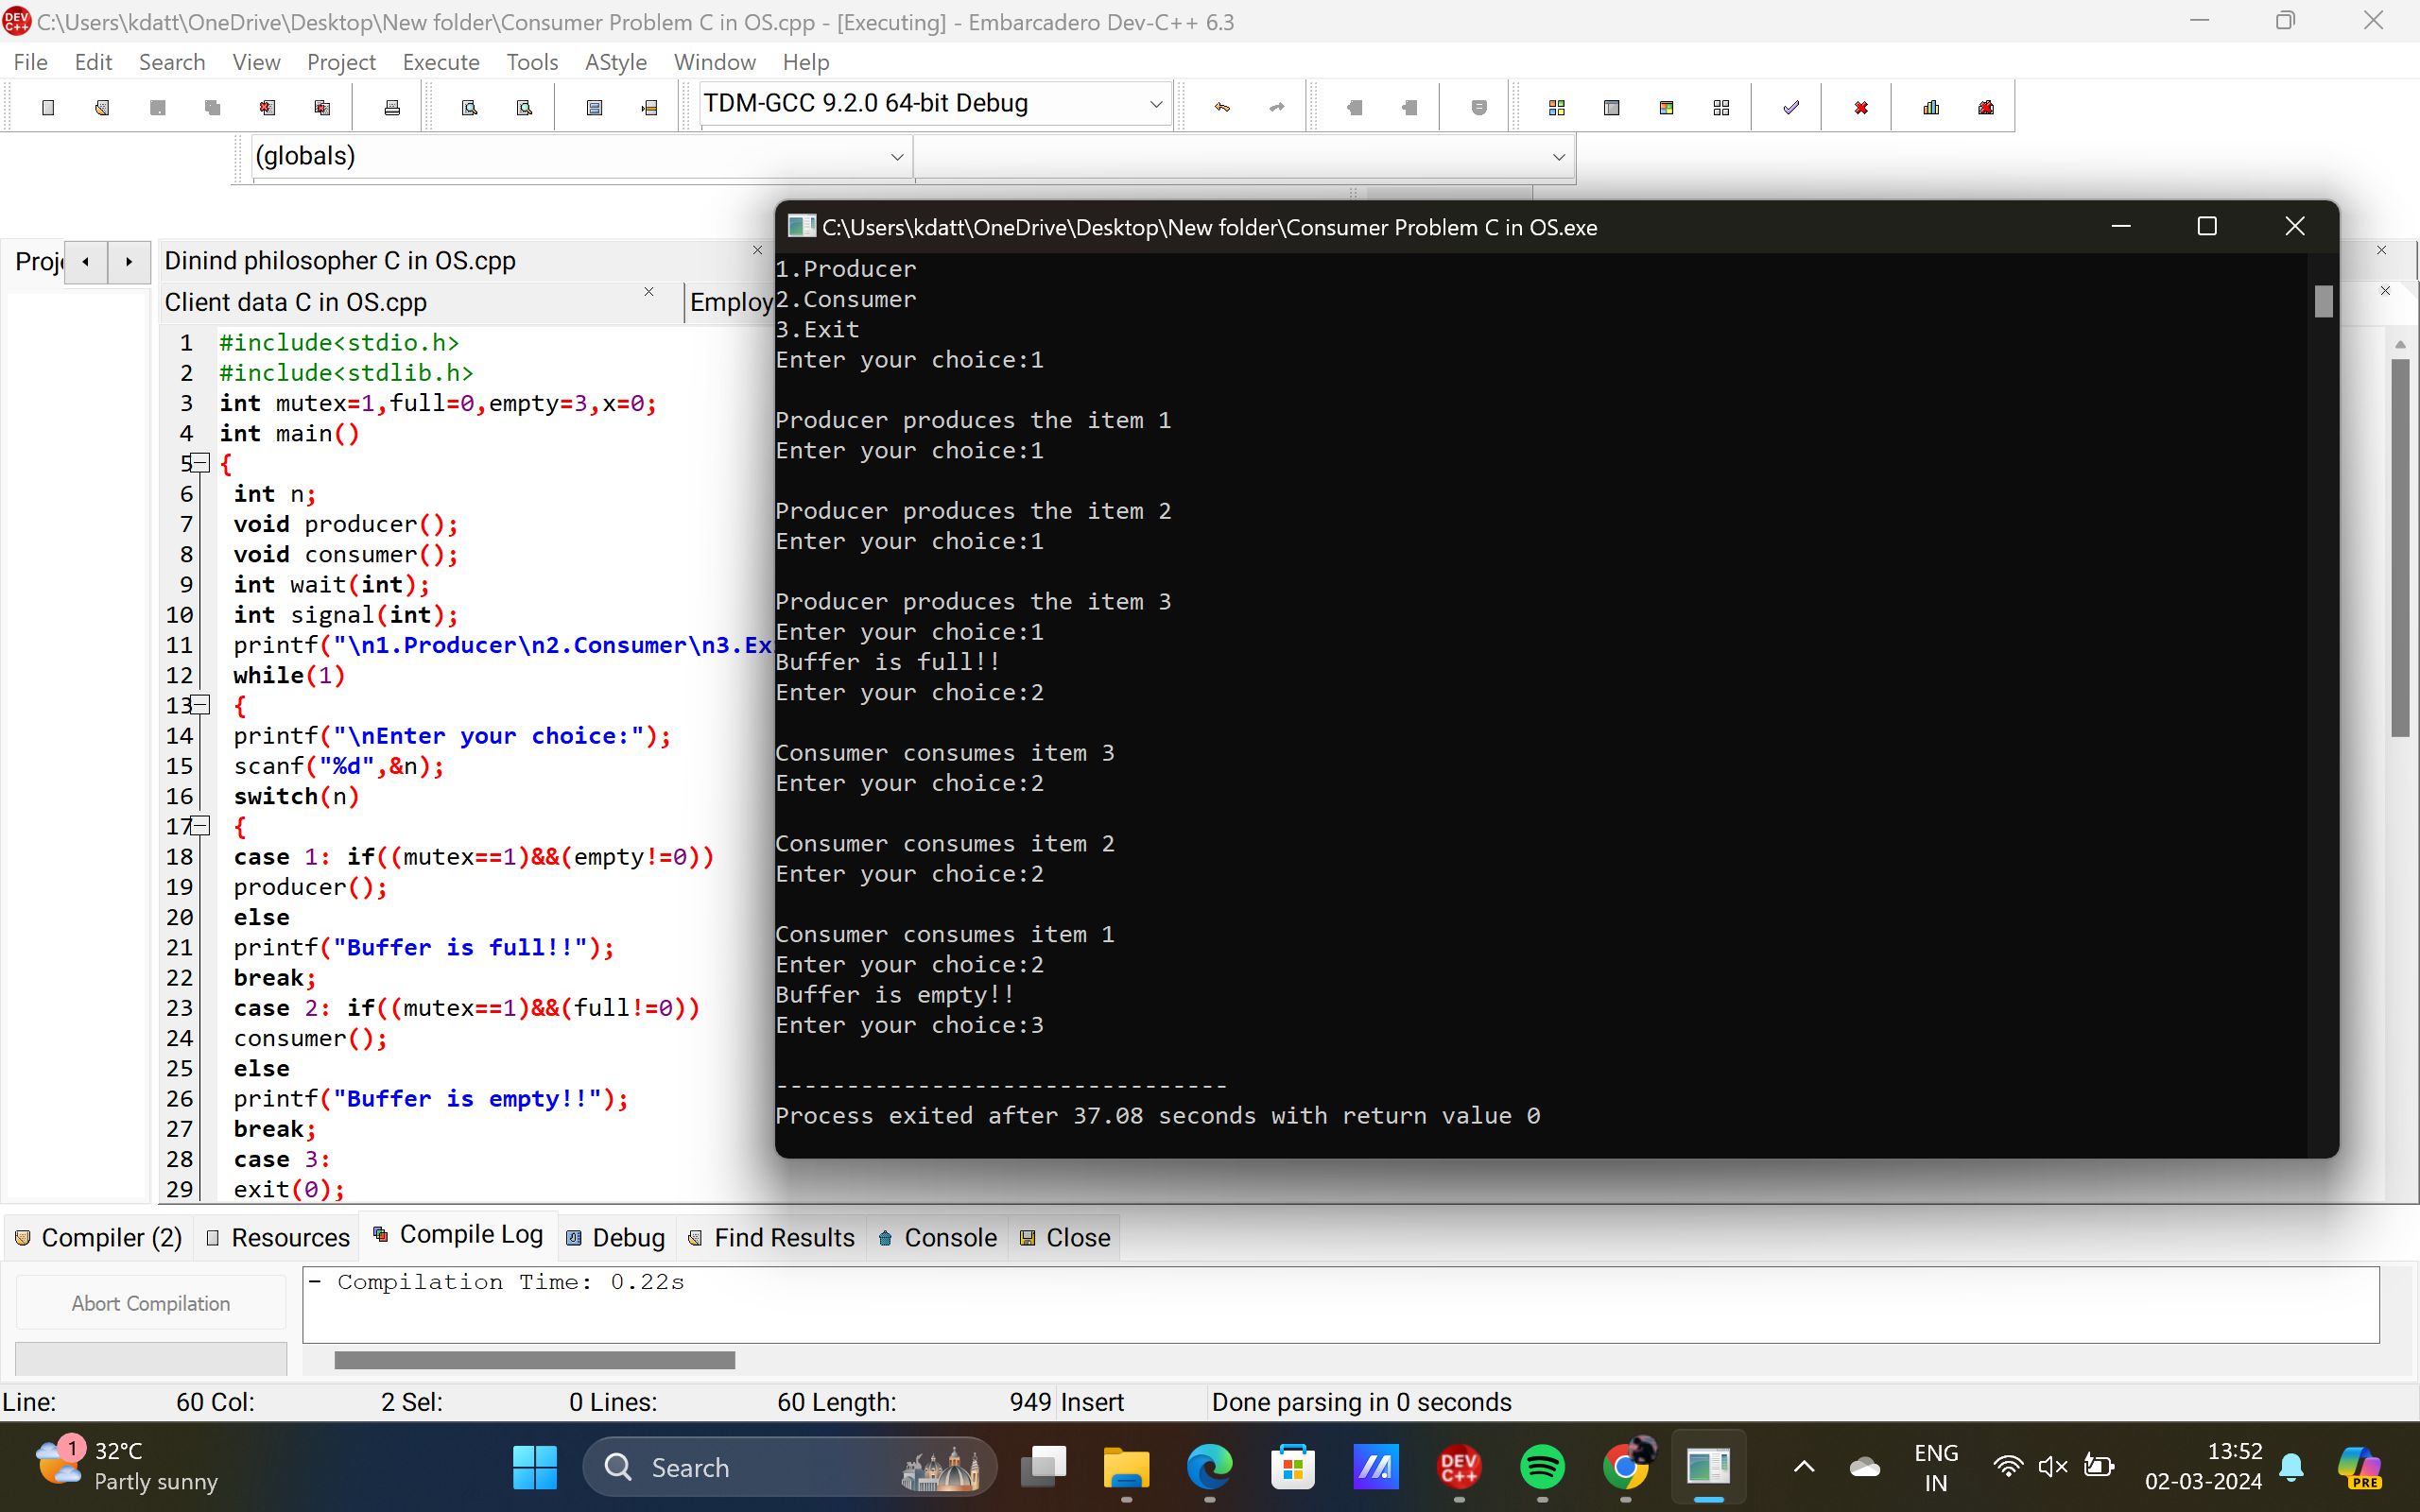 C:\Users\kdatt\OneDrive\Desktop\New folder\Consumer Problem C in OS.cpp - [Executing] - Embarcadero Dev-C++ 6.3
File Edit Search View Project Execute Tools AStyle Window Help
TDM-GCC 9.2.0 64-bit Debug
(globals)
Proje
Dinind philosopher C in OS.cpp
Client data C in OS.cpp
Employ
1 #include<stdio.h>
2 #include<stdlib.h>
3 int mutex=1,full=0,empty=3,x=0;
4 int main()
5 {
6 int n;
7 void producer();
8 void consumer();
9 int wait(int);
10 int signal(int);
11 printf("\n1.Producer\n2.Consumer\n3.Ex
12 while(1)
13 {
14 printf("\nEnter your choice:");
15 scanf("%d",&n);
16 switch(n)
17 {
18 case 1: if((mutex==1)&&(empty!=0))
19 producer();
20 else
21 printf("Buffer is full!!");
22 break;
23 case 2: if((mutex==1)&&(full!=0))
24 consumer();
25 else
26 printf("Buffer is empty!!");
27 break;
28 case 3:
29 exit(0);
C:\Users\kdatt\OneDrive\Desktop\New folder\Consumer Problem C in OS.exe
1.Producer
2.Consumer
3.Exit
Enter your choice:1
Producer produces the item 1
Enter your choice:1
Producer produces the item 2
Enter your choice:1
Producer produces the item 3
Enter your choice:1
Buffer is full!!
Enter your choice:2
Consumer consumes item 3
Enter your choice:2
Consumer consumes item 2
Enter your choice:2
Consumer consumes item 1
Enter your choice:2
Buffer is empty!!
Enter your choice:3
--------------------------------
Process exited after 37.08 seconds with return value 0
Compiler (2) Resources Compile Log Debug Find Results Console Close
Abort Compilation
- Compilation Time: 0.22s
Line: 60 Col: 2 Sel: 0 Lines: 60 Length: 949 Insert Done parsing in 0 seconds
1
32°C
Partly sunny
Search
DEV C++
ENG
IN
13:52
02-03-2024
PRE